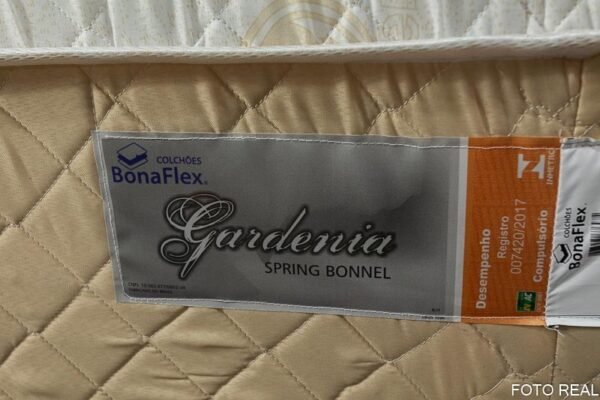 COLCHÕES
BonaFlex®
Gardenia
SPRING BONNEL
Desempenho
Registro
007420/2017
Compulsório
INMETRO
COLCHÕES
BonaFlex®
FOTO REAL